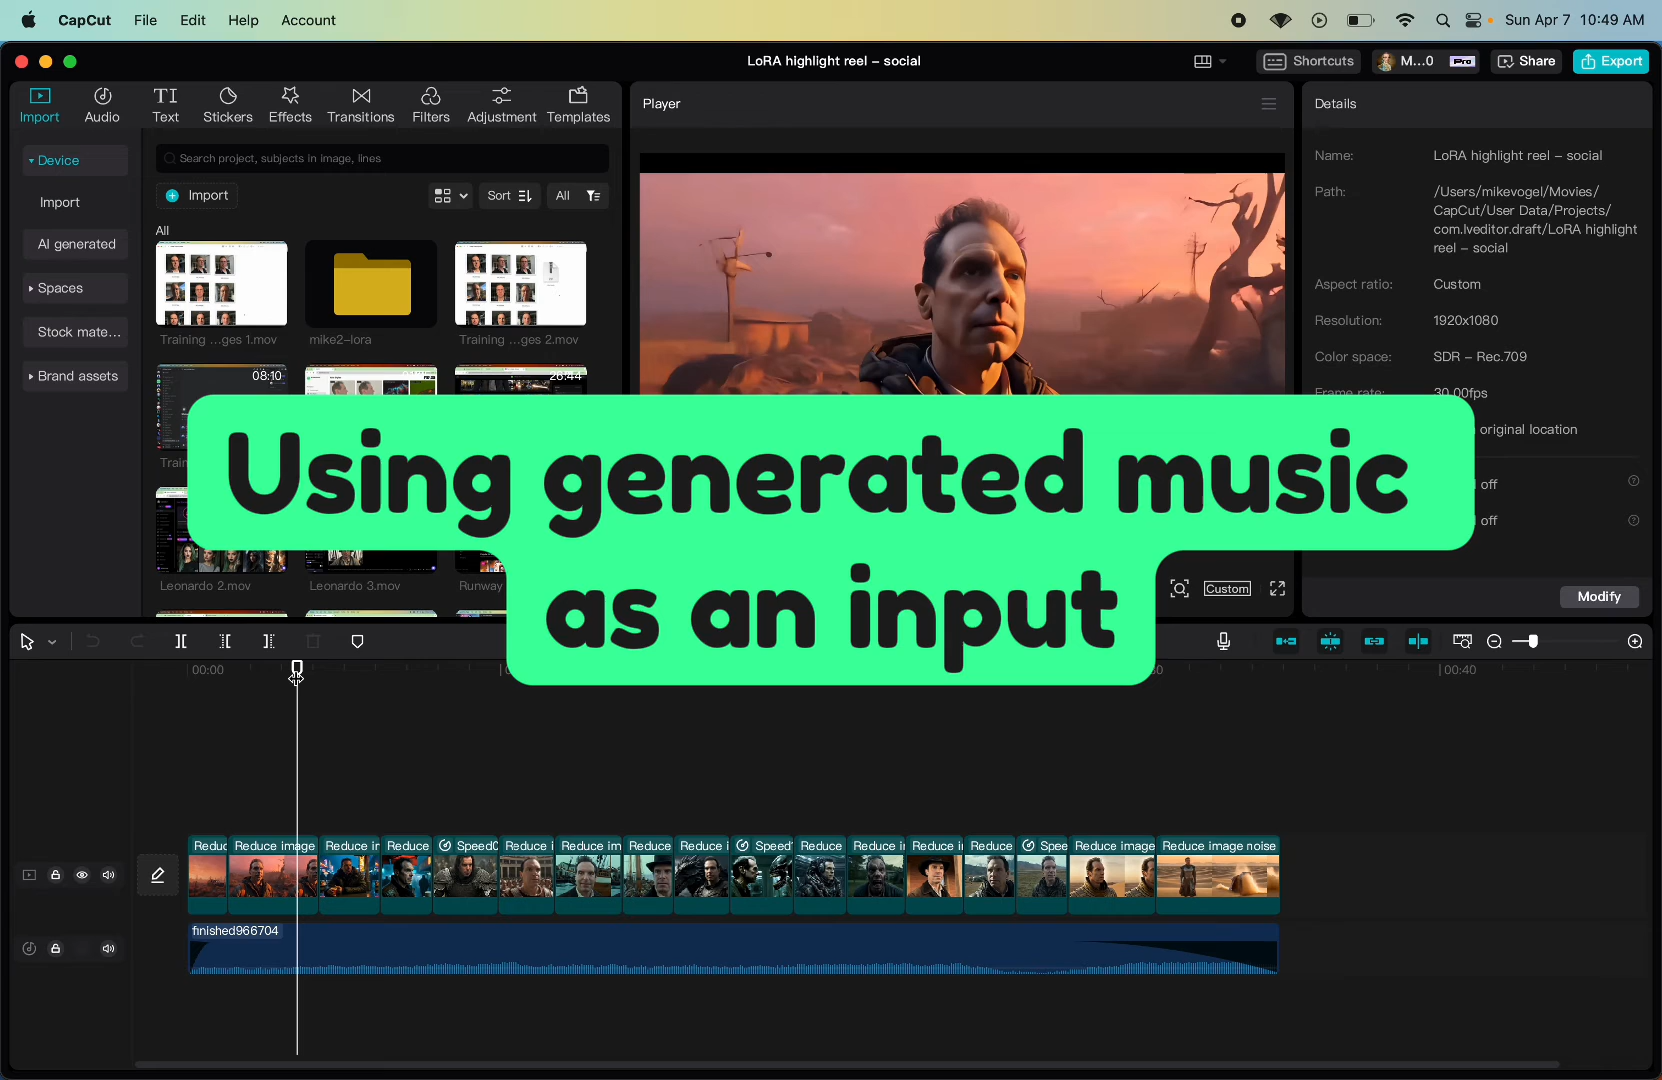 CapCut File Edit Help Account Sun Apr 7 10:49 AM
LoRA highlight reel – social Shortcuts M...0 Pro Share Export
Import Audio Text Stickers Effects Transitions Filters Adjustment Templates
Player
Details
Device
Import
AI generated
Spaces
Stock mate...
Brand assets
Search project, subjects in image, lines
Import Sort All
All
Training ...ges 1.mov mike2-lora Training ...ges 2.mov
08:10 26:44
Train
Leonardo 2.mov Leonardo 3.mov Runway
Name: LoRA highlight reel – social
Path: /Users/mikevogel/Movies/
CapCut/User Data/Projects/
com.lveditor.draft/LoRA highlight
reel – social
Aspect ratio: Custom
Resolution: 1920x1080
Color space: SDR – Rec.709
Frame rate: 30.00fps
original location
off
off
Custom
Modify
Using generated music
as an input
00:00 00:40
Reduc Reduce image Reduce ir Reduce Speed0 Reduce i Reduce im Reduce Reduce i Speed Reduce Reduce i Reduce i Reduce Spee Reduce image Reduce image noise
finished966704